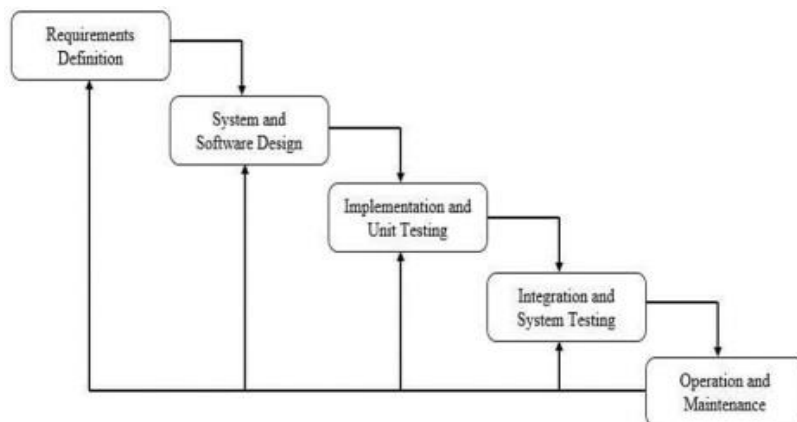 Requirements
Definition
System and
Software Design
Implementation and
Unit Testing
Integration and
System Testing
Operation and
Maintenance